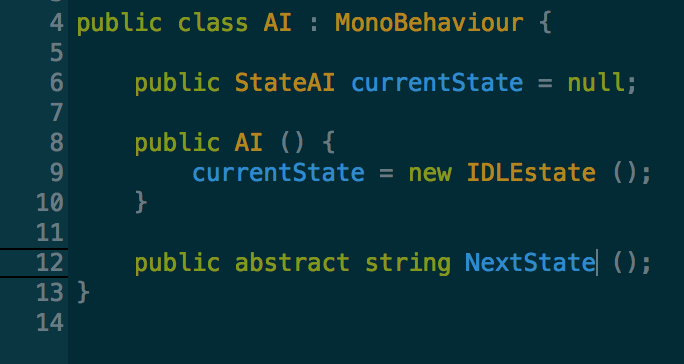 4 public class AI : MonoBehaviour {
5
6 public StateAI currentState = null;
7
8 public AI () {
9 currentState = new IDLEstate ();
10 }
11
12 public abstract string NextState ();
13 }
14